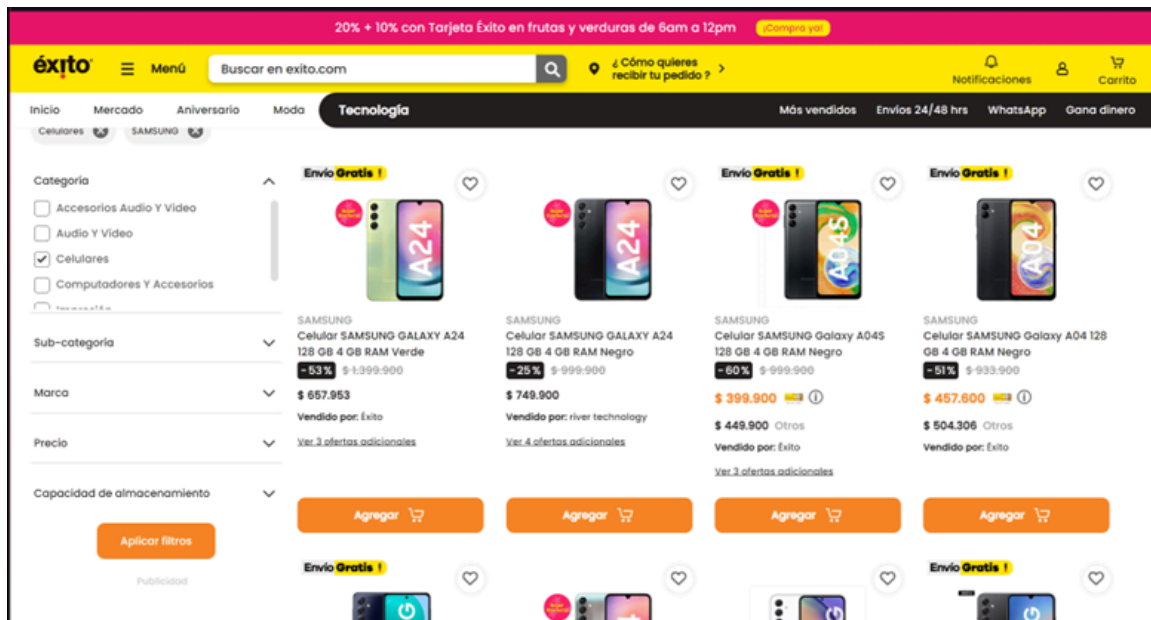 20% + 10% con Tarjeta Éxito en frutas y verduras de 6am a 12pm ¡Compra ya!
éxito Menú Buscar en exito.com ¿Cómo quieres recibir tu pedido? Notificaciones Carrito
Inicio Mercado Aniversario Moda Tecnología Más vendidos Envíos 24/48 hrs WhatsApp Gana dinero
Celulares SAMSUNG
Categoría
Accesorios Audio Y Video
Audio Y Video
Celulares
Computadores Y Accesorios
Sub-categoría
Marca
Precio
Capacidad de almacenamiento
Aplicar filtros
Publicidad
Envío Gratis !
A24
SAMSUNG
Celular SAMSUNG GALAXY A24
128 GB 4 GB RAM Verde
-53% $ 1.399.900
$ 657.953
Vendido por: Éxito
Ver 3 ofertas adicionales
Agregar
A24
SAMSUNG
Celular SAMSUNG GALAXY A24
128 GB 4 GB RAM Negro
-25% $ 999.900
$ 749.900
Vendido por: river technology
Ver 4 ofertas adicionales
Agregar
Envío Gratis !
A04S
SAMSUNG
Celular SAMSUNG Galaxy A04S
128 GB 4 GB RAM Negro
-60% $ 999.900
$ 399.900
$ 449.900 Otros
Vendido por: Éxito
Ver 3 ofertas adicionales
Agregar
Envío Gratis !
A04
SAMSUNG
Celular SAMSUNG Galaxy A04 128
GB 4 GB RAM Negro
-51% $ 933.900
$ 457.600
$ 504.306 Otros
Vendido por: Éxito
Agregar
Envío Gratis !
Envío Gratis !